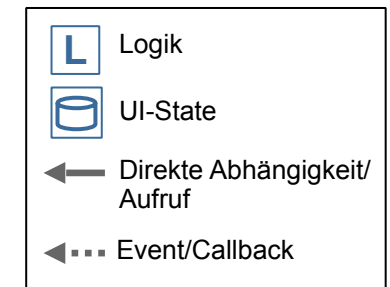 L Logik
UI-State
Direkte Abhängigkeit/
Aufruf
Event/Callback